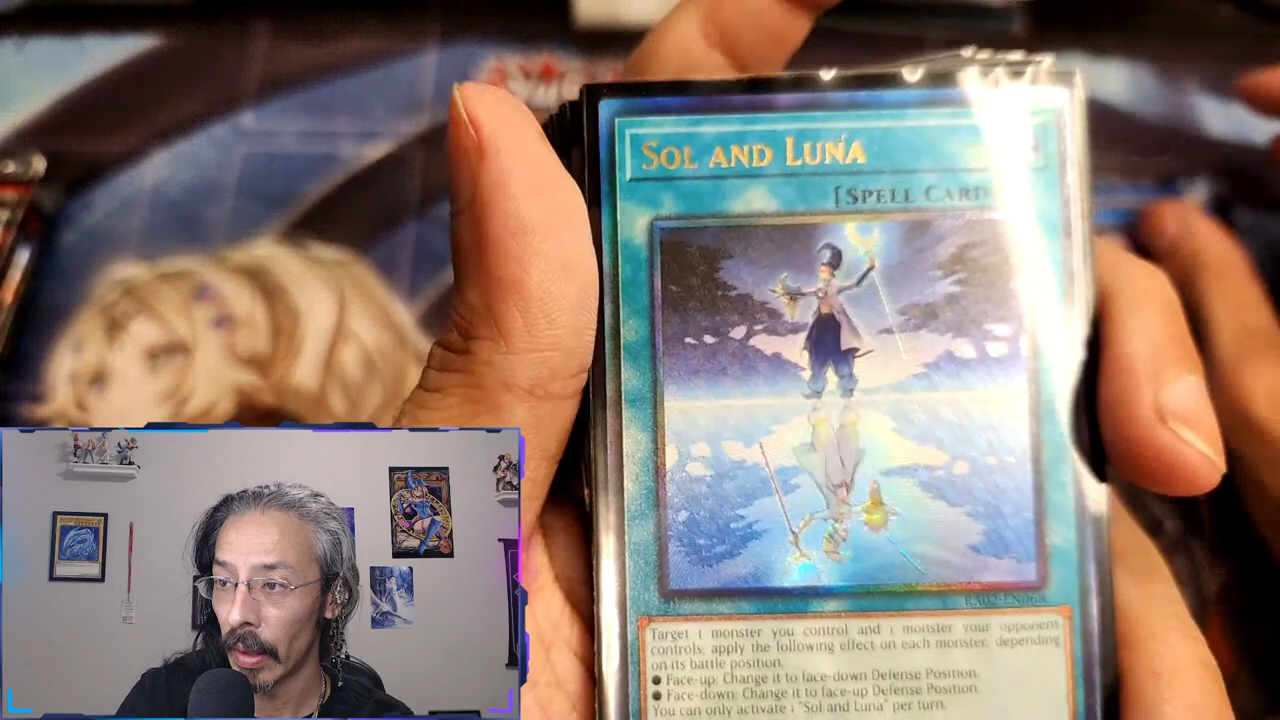 SOL AND LUNA
[SPELL CARD
RA02-EN068
Target 1 monster you control and 1 monster your opponent
controls, apply the following effect on each monster, depending
on its battle position.
● Face-up: Change it to face-down Defense Position.
● Face-down: Change it to face-up Defense Position.
You can only activate 1 "Sol and Luna" per turn.